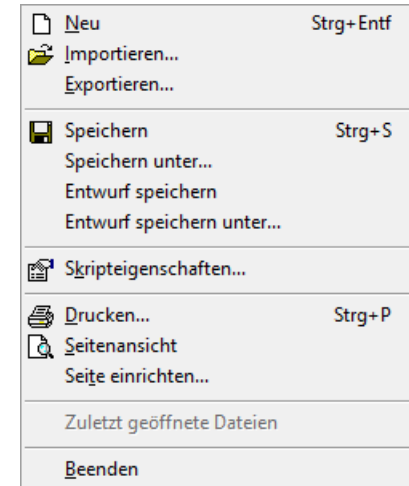 Neu Strg+Entf
Importieren...
Exportieren...
Speichern Strg+S
Speichern unter...
Entwurf speichern
Entwurf speichern unter...
Skripteigenschaften...
Drucken... Strg+P
Seitenansicht
Seite einrichten...
Zuletzt geöffnete Dateien
Beenden